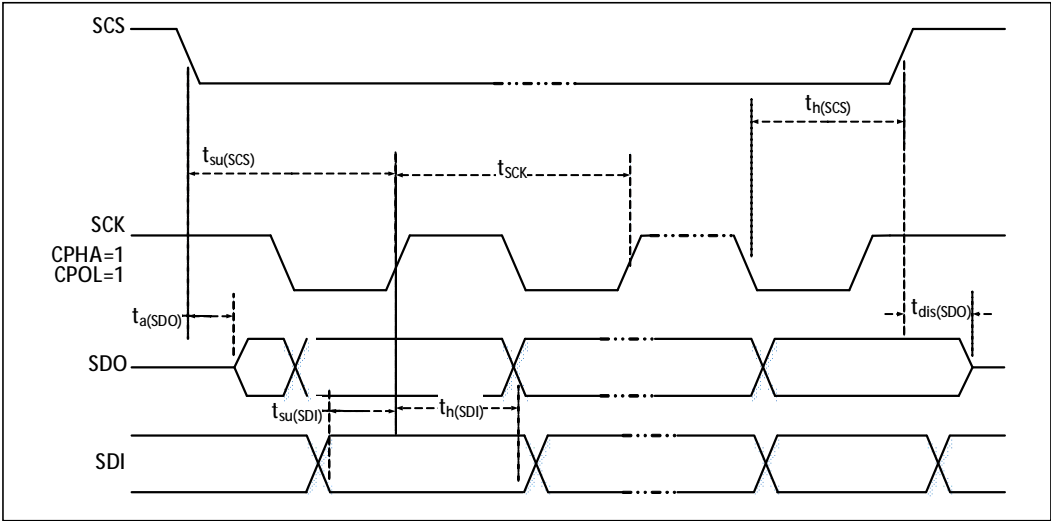 SCS
th(SCS)
tsu(SCS)
tSCK
SCK
CPHA=1
CPOL=1
ta(SDO)
tdis(SDO)
SDO
tsu(SDI)
th(SDI)
SDI